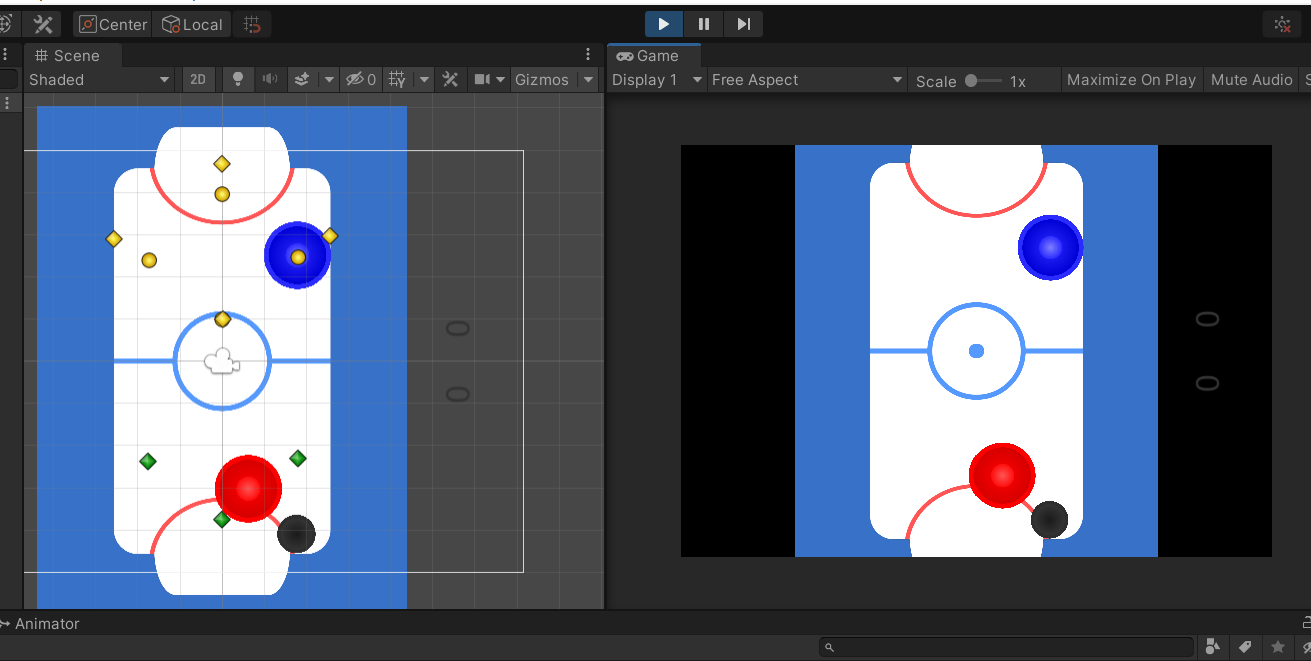 Center Local
Scene
Game
Shaded 2D 0 Gizmos
Display 1 Free Aspect Scale 1x Maximize On Play Mute Audio S
0
0
0
0
Animator